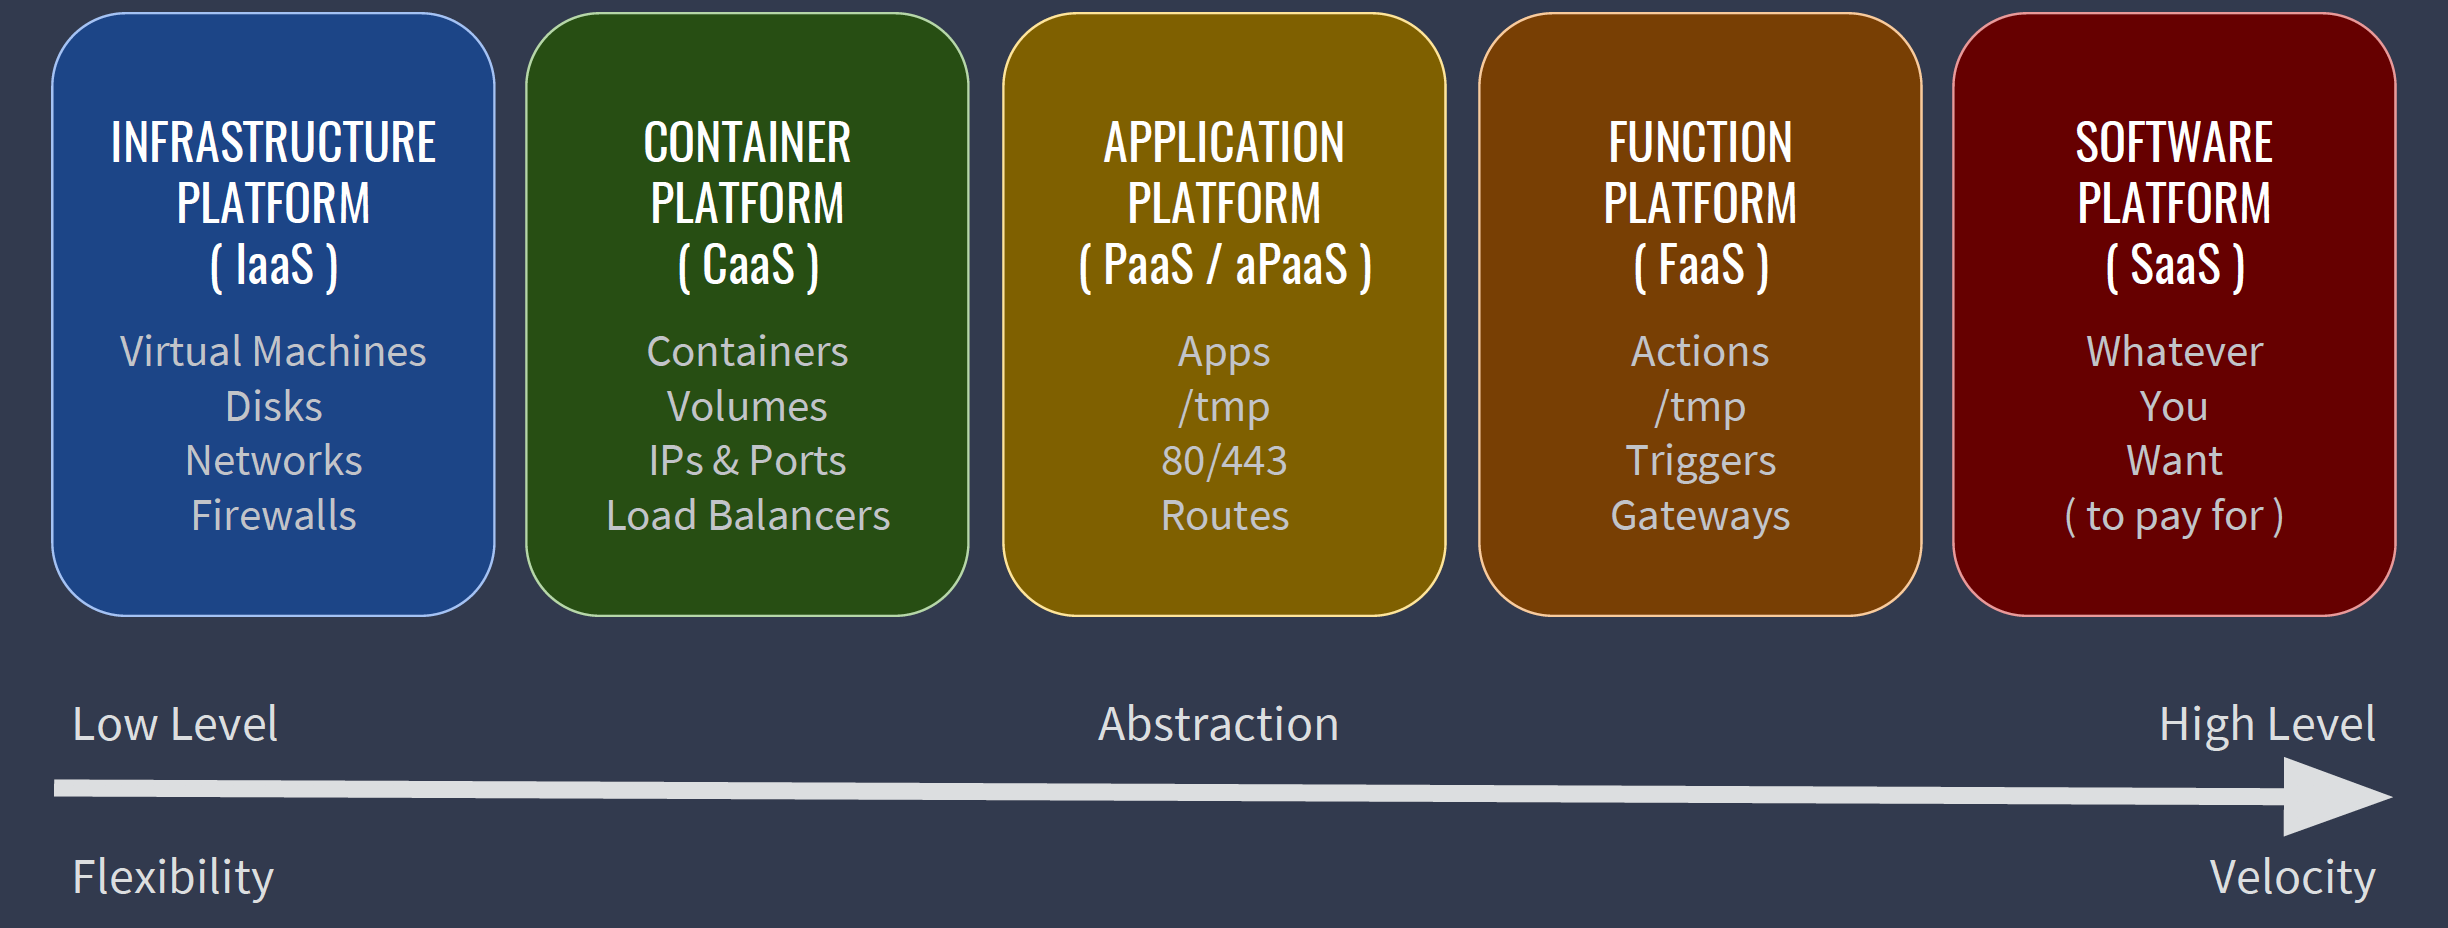 INFRASTRUCTURE
PLATFORM
( IaaS )
Virtual Machines
Disks
Networks
Firewalls
CONTAINER
PLATFORM
( CaaS )
Containers
Volumes
IPs & Ports
Load Balancers
APPLICATION
PLATFORM
( PaaS / aPaaS )
Apps
/tmp
80/443
Routes
FUNCTION
PLATFORM
( FaaS )
Actions
/tmp
Triggers
Gateways
SOFTWARE
PLATFORM
( SaaS )
Whatever
You
Want
( to pay for )
Low Level
Abstraction
High Level
Flexibility
Velocity